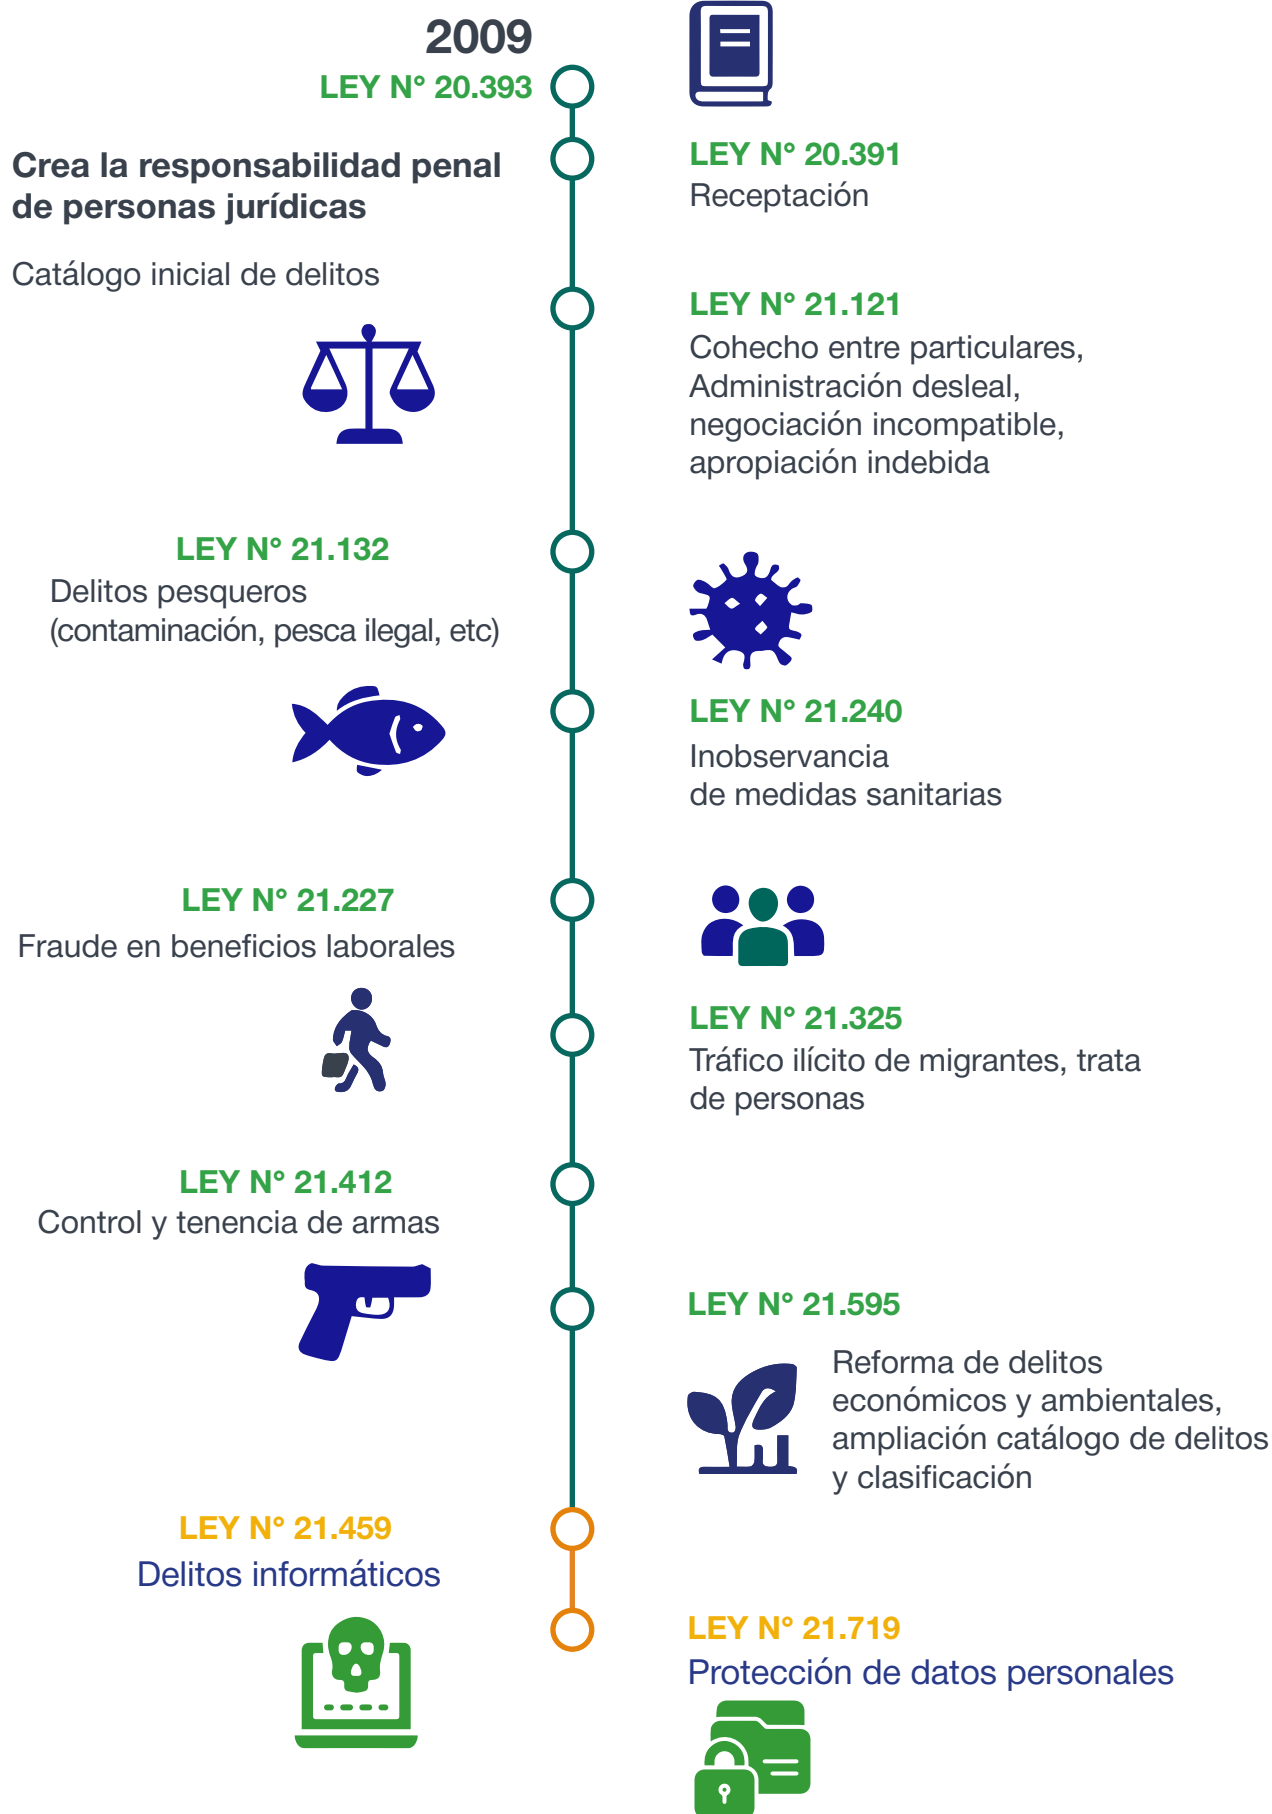 2009
LEY N° 20.393
Crea la responsabilidad penal
de personas jurídicas
Catálogo inicial de delitos
LEY N° 20.391
Receptación
LEY N° 21.121
Cohecho entre particulares,
Administración desleal,
negociación incompatible,
apropiación indebida
LEY N° 21.132
Delitos pesqueros
(contaminación, pesca ilegal, etc)
LEY N° 21.240
Inobservancia
de medidas sanitarias
LEY N° 21.227
Fraude en beneficios laborales
LEY N° 21.325
Tráfico ilícito de migrantes, trata
de personas
LEY N° 21.412
Control y tenencia de armas
LEY N° 21.595
Reforma de delitos
económicos y ambientales,
ampliación catálogo de delitos
y clasificación
LEY N° 21.459
Delitos informáticos
LEY N° 21.719
Protección de datos personales